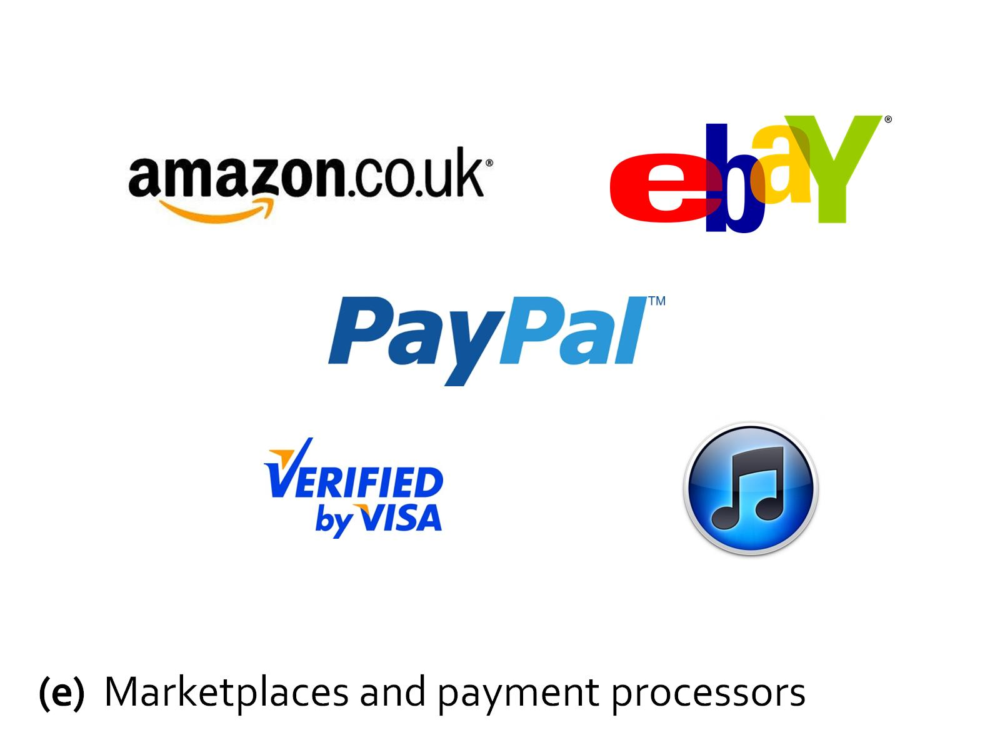 amazon.co.uk®
ebaY®
PayPal™
VERIFIED
by VISA
(e) Marketplaces and payment processors